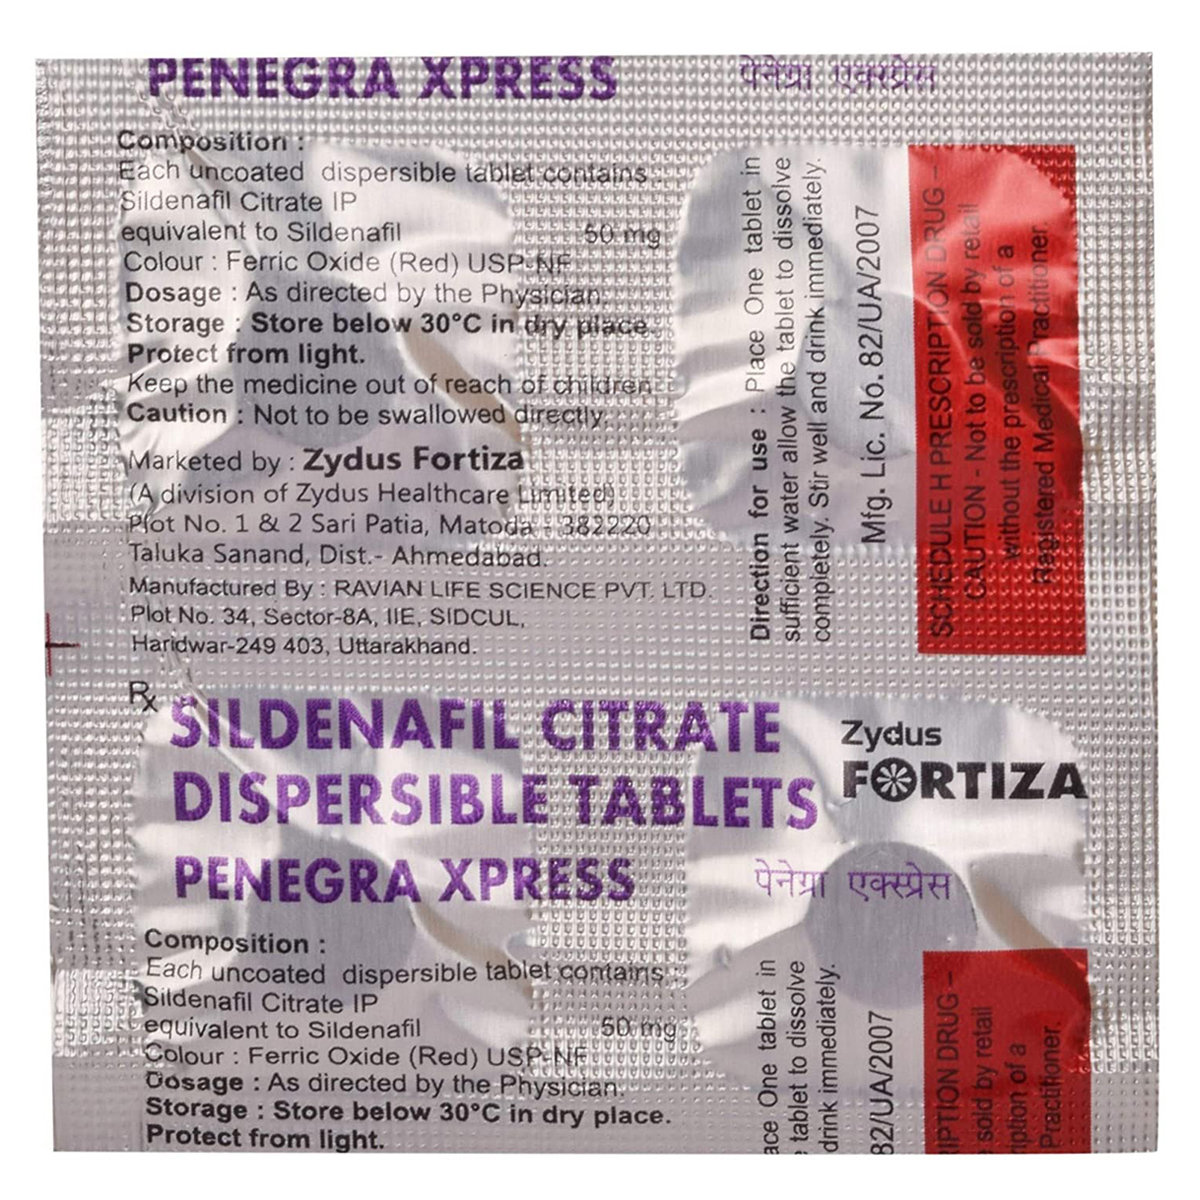 PENEGRA XPRESS
पेनेग्रा एक्स्प्रेस
Composition :
Each uncoated dispersible tablet contains
Sildenafil Citrate IP
equivalent to Sildenafil 50 mg
Colour : Ferric Oxide (Red) USP-NF
Dosage : As directed by the Physician.
Storage : Store below 30°C in dry place.
Protect from light.
Keep the medicine out of reach of children.
Caution : Not to be swallowed directly.
Marketed by : Zydus Fortiza
(A division of Zydus Healthcare Limited)
Plot No. 1 & 2 Sari Patia, Matoda - 382220
Taluka Sanand, Dist.- Ahmedabad.
Manufactured By : RAVIAN LIFE SCIENCE PVT. LTD.
Plot No. 34, Sector-8A, IIE, SIDCUL,
Haridwar-249 403, Uttarakhand.
Direction for use : Place One tablet in
sufficient water allow the tablet to dissolve
completely. Stir well and drink immediately.
Mfg. Lic. No. 82/UA/2007
SCHEDULE H PRESCRIPTION DRUG –
CAUTION - Not to be sold by retail
without the prescription of a
Registered Medical Practitioner.
Rx SILDENAFIL CITRATE
DISPERSIBLE TABLETS
PENEGRA XPRESS
Zydus
FORTIZA
पेनेग्रा एक्स्प्रेस
Composition :
Each uncoated dispersible tablet contains
Sildenafil Citrate IP
equivalent to Sildenafil 50 mg
Colour : Ferric Oxide (Red) USP-NF
Dosage : As directed by the Physician.
Storage : Store below 30°C in dry place.
Protect from light.
ace One tablet in
tablet to dissolve
drink immediately.
82/UA/2007
RIPTION DRUG –
sold by retail
ription of a
Practitioner.